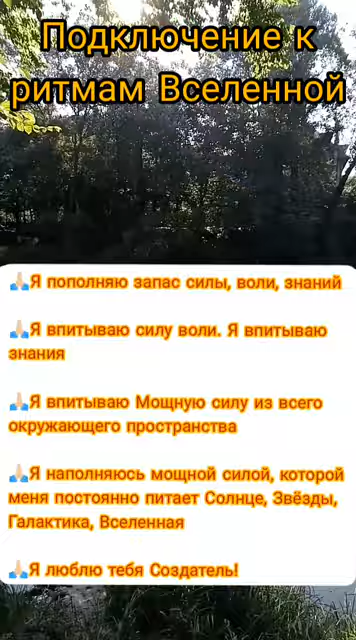 Подключение к
ритмам Вселенной
🙏🏻Я пополняю запас силы, воли, знаний
🙏🏻Я впитываю силу воли. Я впитываю
знания
🙏🏻Я впитываю Мощную силу из всего
окружающего пространства
🙏🏻Я наполняюсь мощной силой, которой
меня постоянно питает Солнце, Звёзды,
Галактика, Вселенная
🙏🏻Я люблю тебя Создатель!